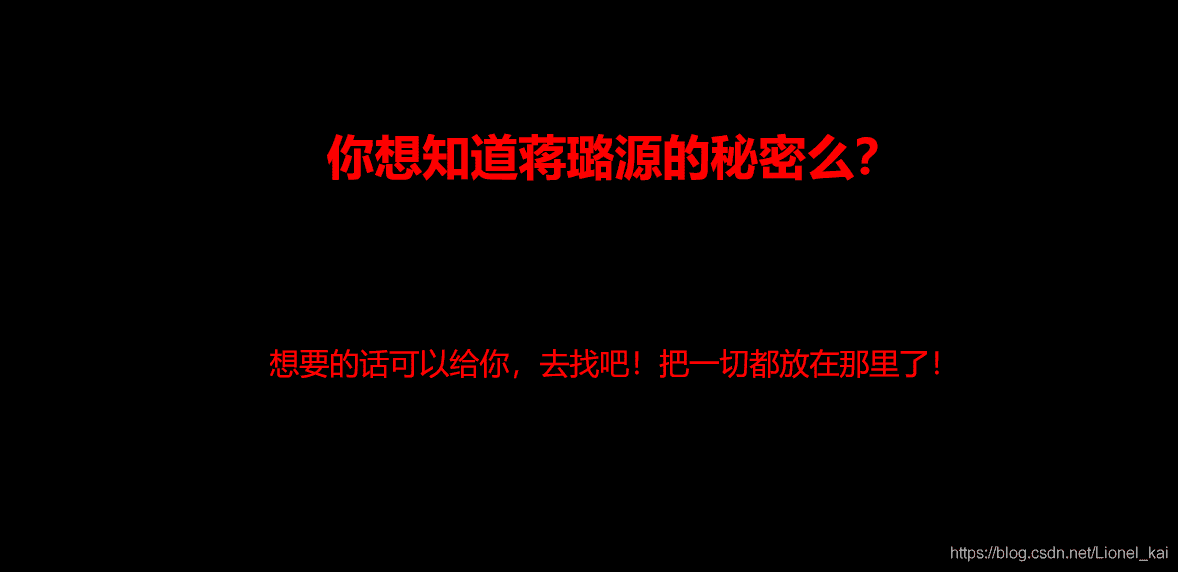 你想知道蒋璐源的秘密么？
想要的话可以给你，去找吧！把一切都放在那里了！
https://blog.csdn.net/Lionel_kai